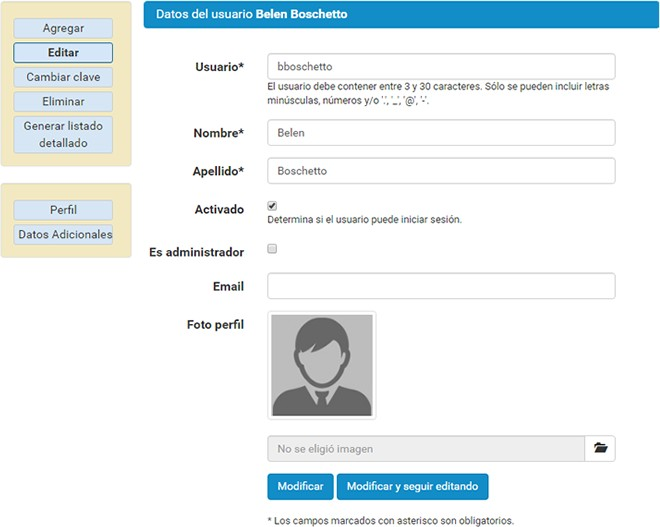 Agregar
Editar
Cambiar clave
Eliminar
Generar listado
detallado
Perfil
Datos Adicionales
Datos del usuario Belen Boschetto
Usuario* bboschetto
El usuario debe contener entre 3 y 30 caracteres. Sólo se pueden incluir letras
minúsculas, números y/o '.', '_', '@', '-'.
Nombre* Belen
Apellido* Boschetto
Activado
Determina si el usuario puede iniciar sesión.
Es administrador
Email
Foto perfil
No se eligió imagen
Modificar Modificar y seguir editando
* Los campos marcados con asterisco son obligatorios.